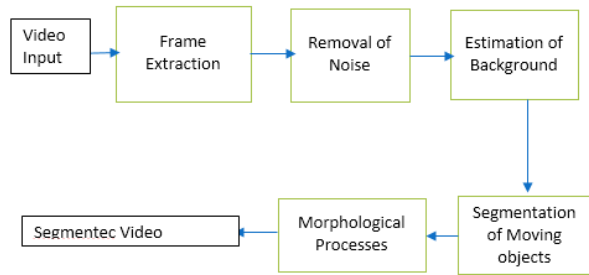 Video
Input
Frame
Extraction
Removal of
Noise
Estimation of
Background
Segmentation
of Moving
objects
Morphological
Processes
Segmentec Video